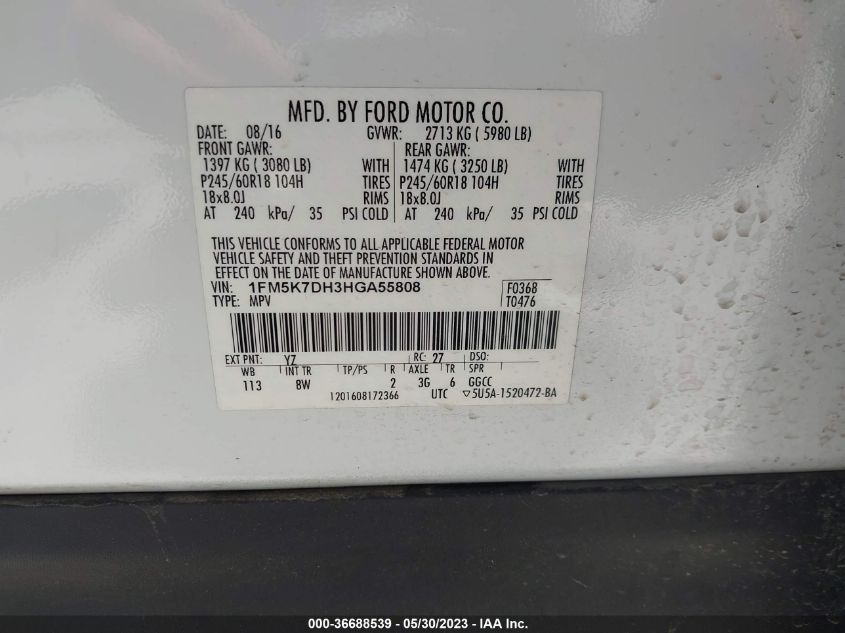 MFD. BY FORD MOTOR CO.
DATE: 08/16 GVWR: 2713 KG ( 5980 LB)
FRONT GAWR: REAR GAWR:
1397 KG ( 3080 LB) WITH 1474 KG ( 3250 LB) WITH
P245/60R18 104H TIRES P245/60R18 104H TIRES
18x8.0J RIMS 18x8.0J RIMS
AT 240 kPa/ 35 PSI COLD AT 240 kPa/ 35 PSI COLD
THIS VEHICLE CONFORMS TO ALL APPLICABLE FEDERAL MOTOR
VEHICLE SAFETY AND THEFT PREVENTION STANDARDS IN
EFFECT ON THE DATE OF MANUFACTURE SHOWN ABOVE.
VIN: 1FM5K7DH3HGA55808 F0368
TYPE: MPV T0476
EXT PNT: YZ RC: 27 DSO:
WB INT TR TP/PS R AXLE TR SPR
113 8W 2 3G 6 GGCC
1201608172366 UTC ▽5U5A-1520472-BA
000-36688539 - 05/30/2023 - IAA Inc.